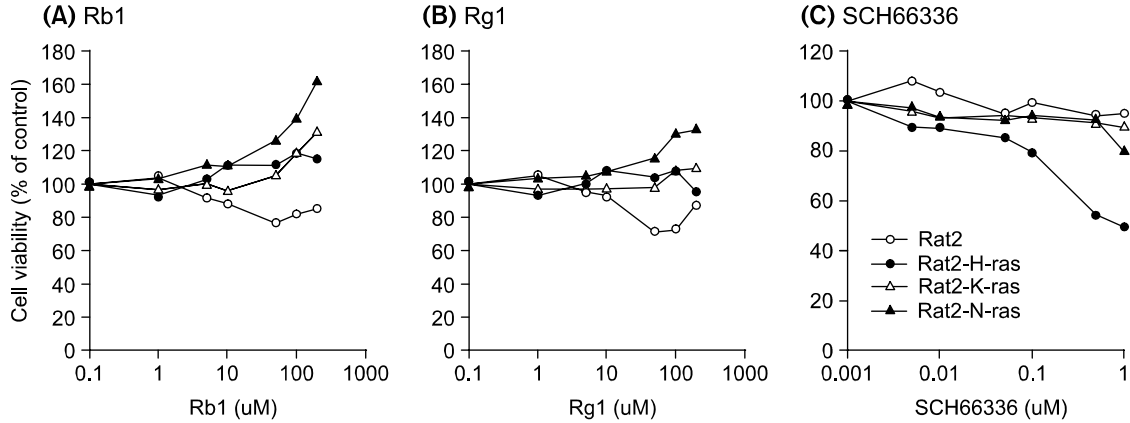 (A) Rb1
(B) Rg1
(C) SCH66336
Cell viability (% of control)
180
160
140
120
100
80
60
40
20
0
0.1 1 10 100 1000
Rb1 (uM)
180
160
140
120
100
80
60
40
20
0
0.1 1 10 100 1000
Rg1 (uM)
120
100
80
60
40
20
0
0.001 0.01 0.1 1
SCH66336 (uM)
Rat2
Rat2-H-ras
Rat2-K-ras
Rat2-N-ras